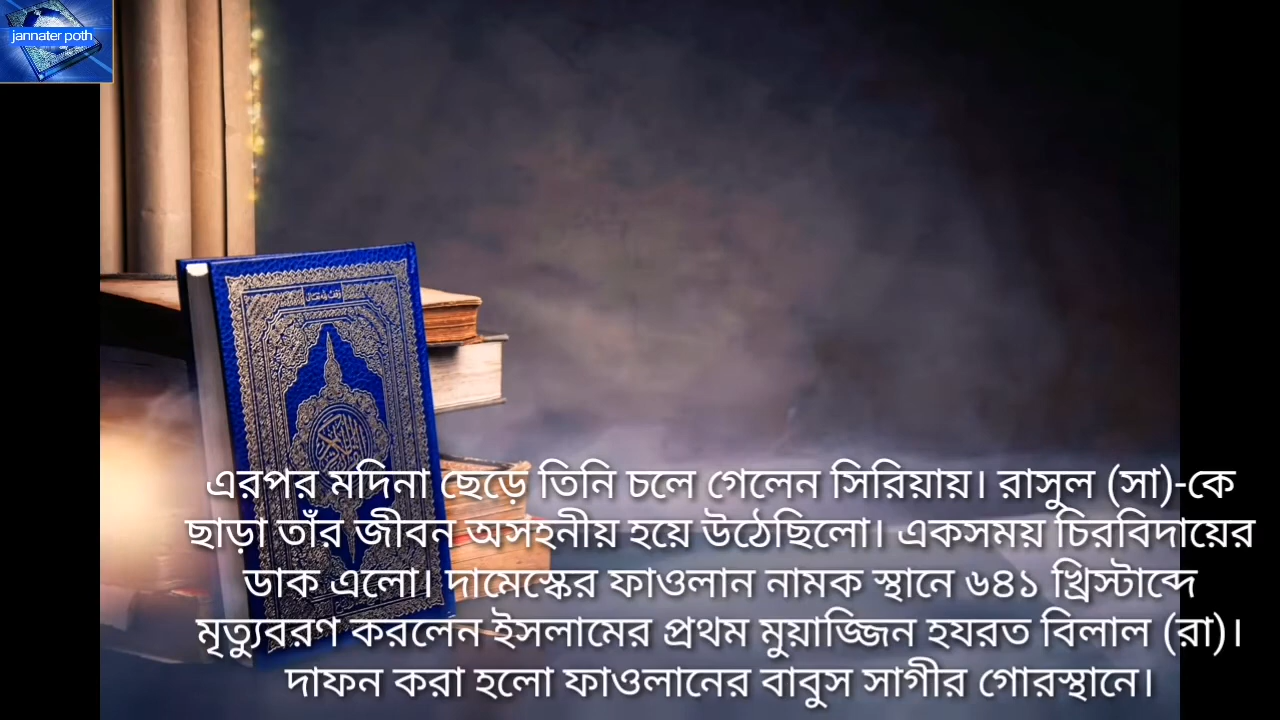 jannater poth
এরপর মদিনা ছেড়ে তিনি চলে গেলেন সিরিয়ায়। রাসুল (সা)-কে
ছাড়া তাঁর জীবন অসহনীয় হয়ে উঠেছিলো। একসময় চিরবিদায়ের
ডাক এলো। দামেস্কের ফাওলান নামক স্থানে ৬৪১ খ্রিস্টাব্দে
মৃত্যুবরণ করলেন ইসলামের প্রথম মুয়াজ্জিন হযরত বিলাল (রা)।
দাফন করা হলো ফাওলানের বাবুস সাগীর গোরস্থানে।